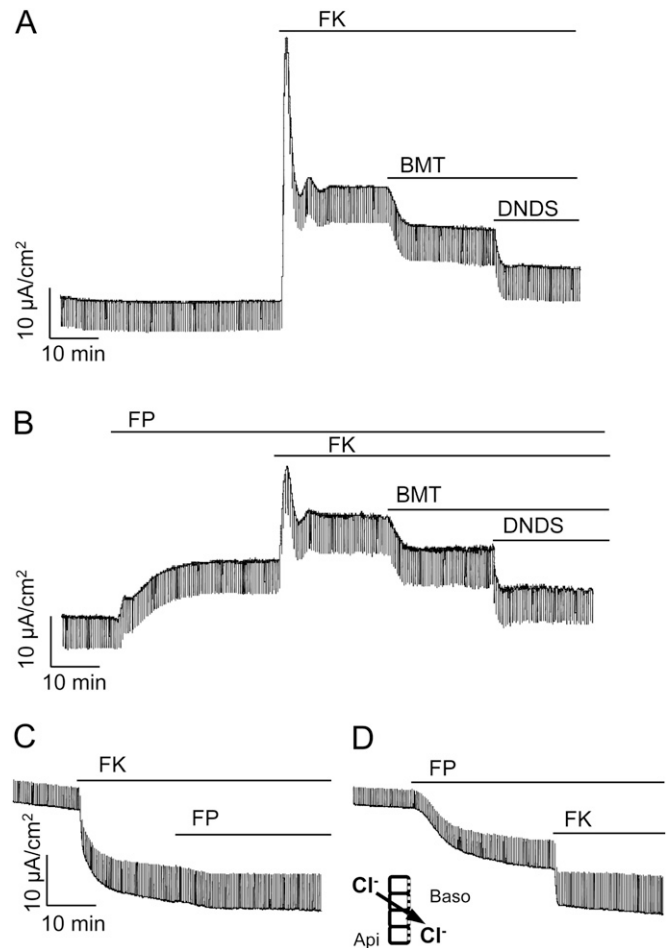 A
FK
BMT
DNDS
10 µA/cm²
10 min
B
FP
FK
BMT
DNDS
10 µA/cm²
10 min
C
FK
FP
10 µA/cm²
10 min
D
FP
FK
Cl⁻
Baso
Api
Cl⁻